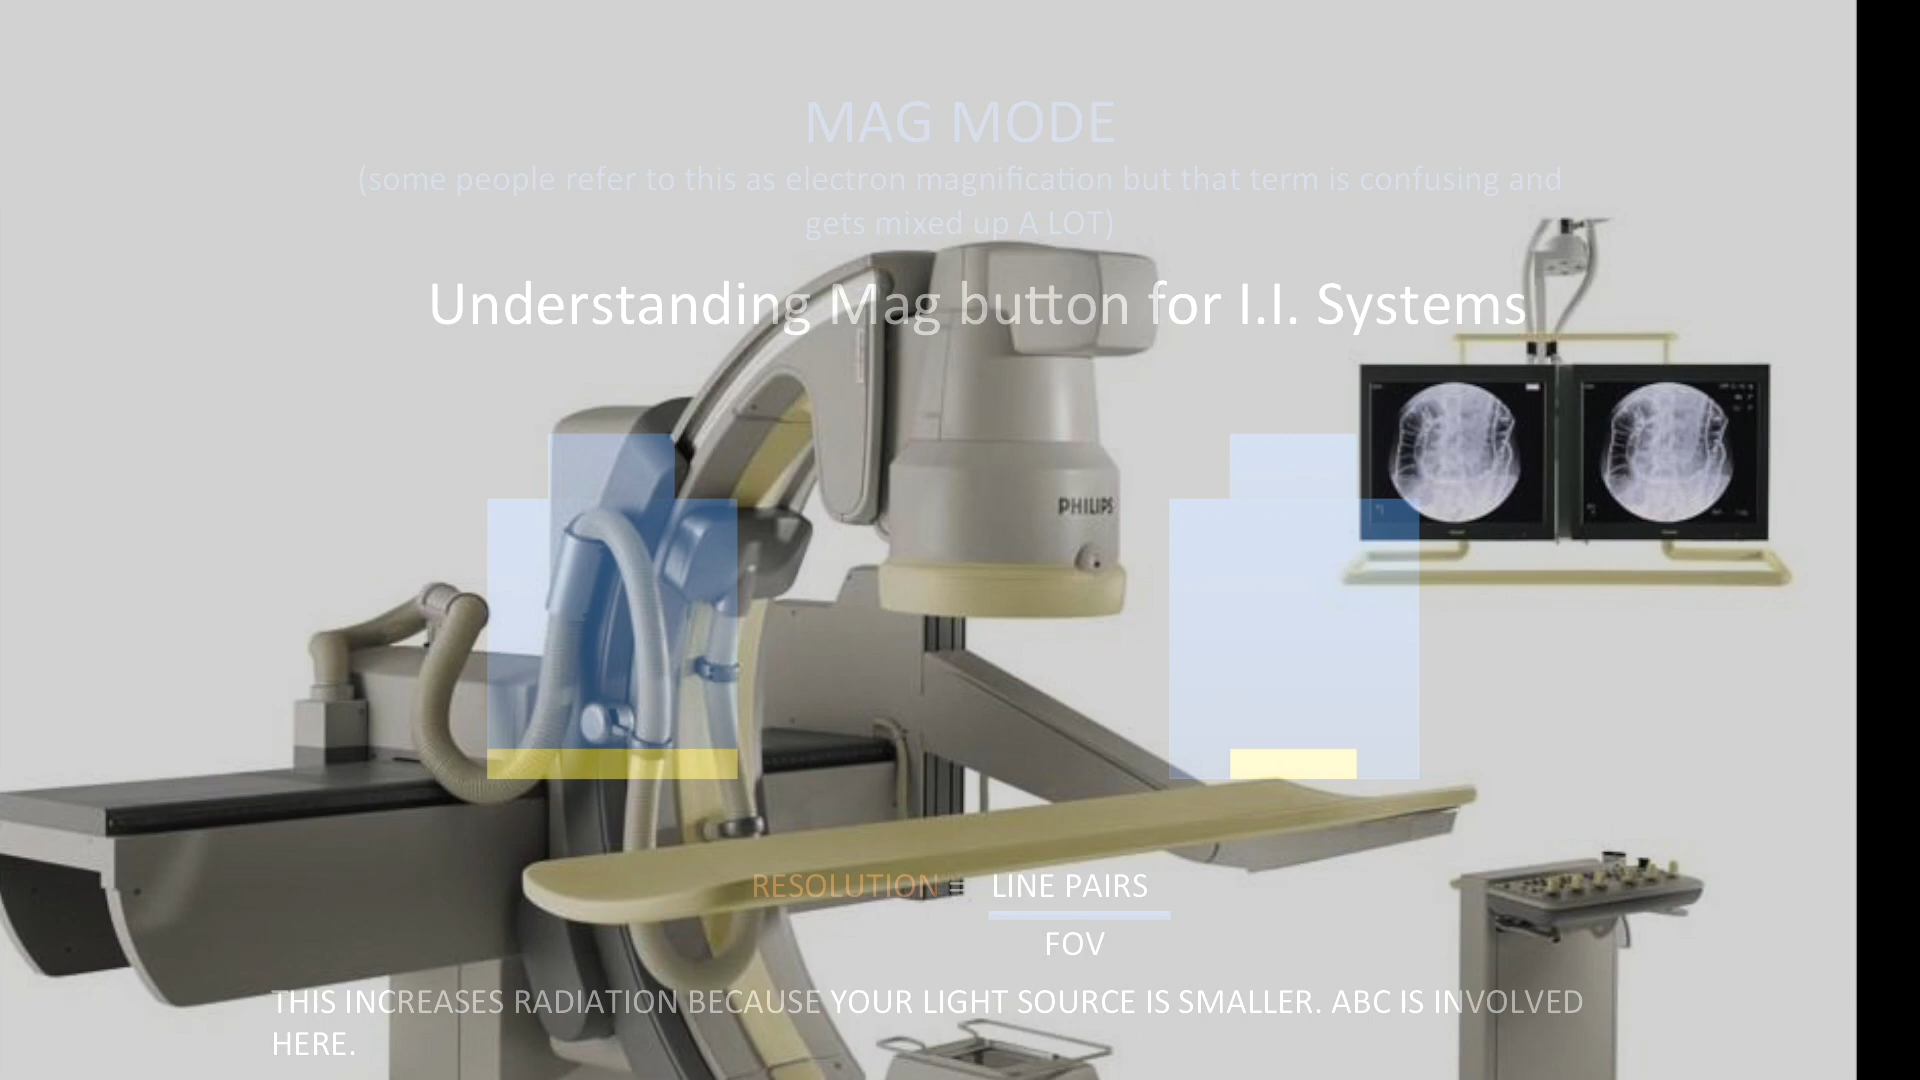 MAG MODE
(some people refer to this as electron magnification but that term is confusing and
gets mixed up A LOT)
Understanding Mag button for I.I. Systems
PHILIPS
RESOLUTION = LINE PAIRS
FOV
THIS INCREASES RADIATION BECAUSE YOUR LIGHT SOURCE IS SMALLER. ABC IS INVOLVED
HERE.